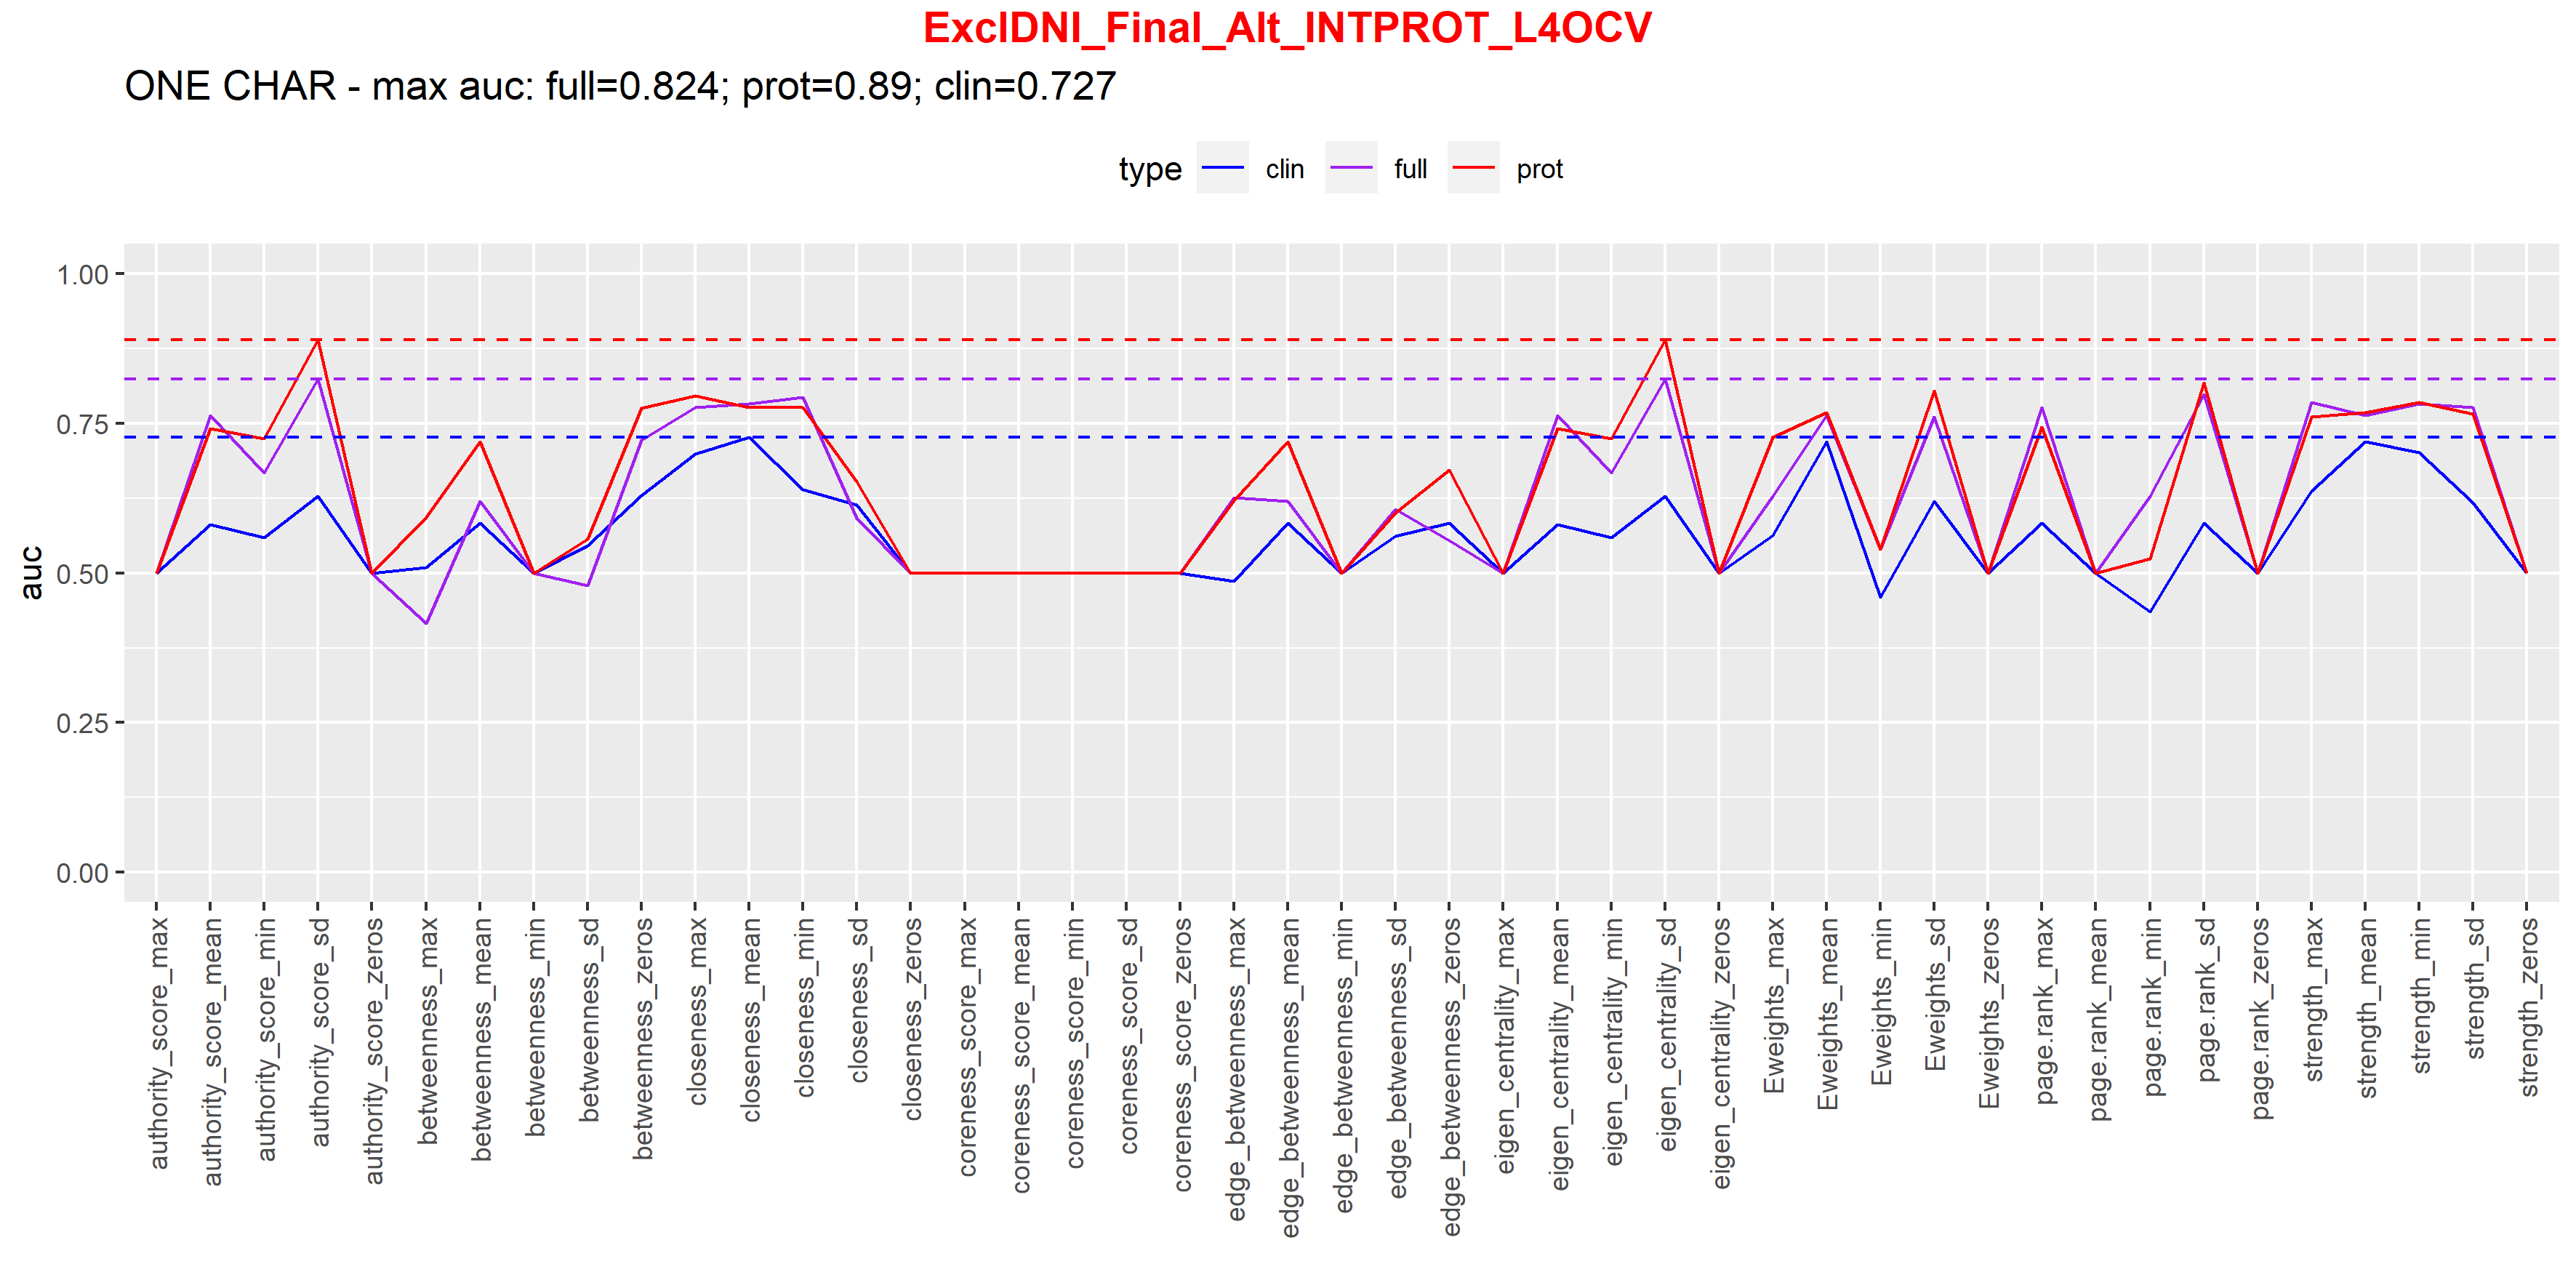 ExclDNI_Final_Alt_INTPROT_L4OCV
ONE CHAR - max auc: full=0.824; prot=0.89; clin=0.727
type clin full prot
auc
1.00
0.75
0.50
0.25
0.00
authority_score_max
authority_score_mean
authority_score_min
authority_score_sd
authority_score_zeros
betweenness_max
betweenness_mean
betweenness_min
betweenness_sd
betweenness_zeros
closeness_max
closeness_mean
closeness_min
closeness_sd
closeness_zeros
coreness_score_max
coreness_score_mean
coreness_score_min
coreness_score_sd
coreness_score_zeros
edge_betweenness_max
edge_betweenness_mean
edge_betweenness_min
edge_betweenness_sd
edge_betweenness_zeros
eigen_centrality_max
eigen_centrality_mean
eigen_centrality_min
eigen_centrality_sd
eigen_centrality_zeros
Eweights_max
Eweights_mean
Eweights_min
Eweights_sd
Eweights_zeros
page.rank_max
page.rank_mean
page.rank_min
page.rank_sd
page.rank_zeros
strength_max
strength_mean
strength_min
strength_sd
strength_zeros